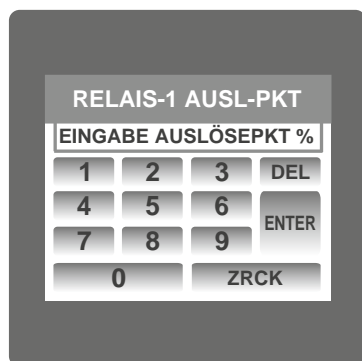 RELAIS-1 AUSL-PKT
EINGABE AUSLÖSEPKT %
1 2 3 DEL
4 5 6 ENTER
7 8 9
0 ZRCK